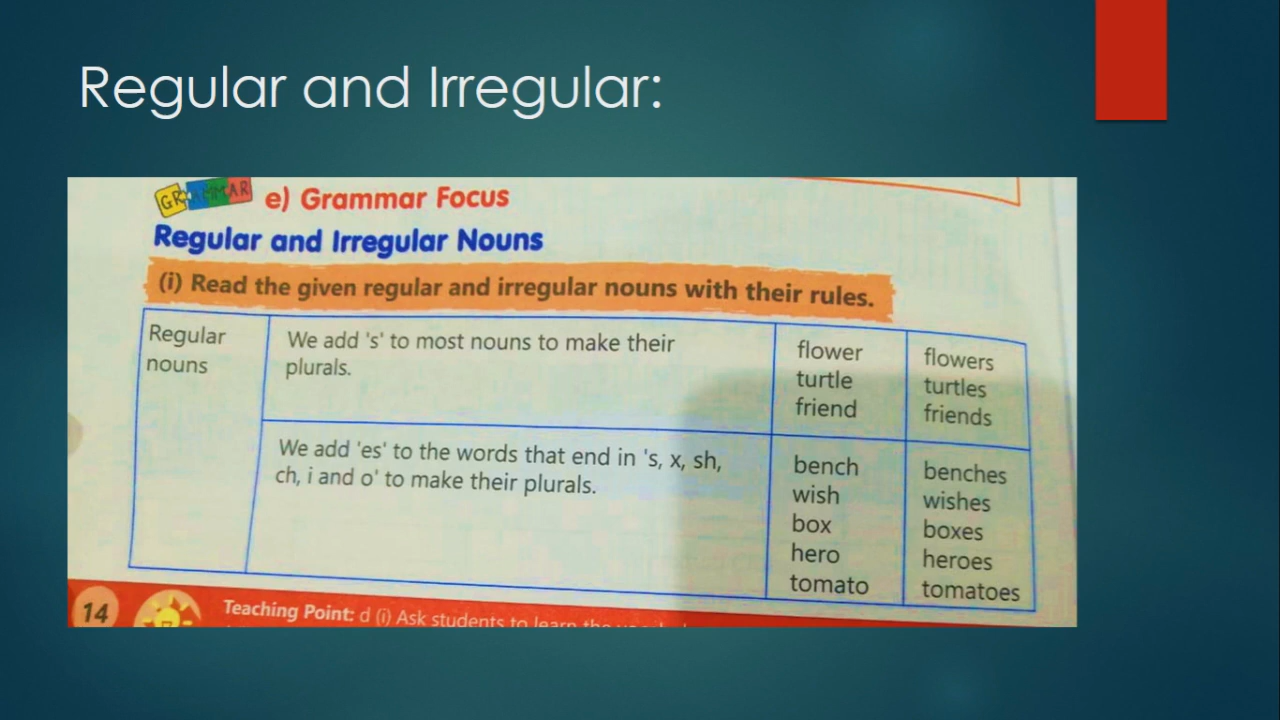 Regular and Irregular:
GRAMMAR e) Grammar Focus
Regular and Irregular Nouns
(i) Read the given regular and irregular nouns with their rules.
Regular
nouns
We add 's' to most nouns to make their
plurals.
flower
turtle
friend
flowers
turtles
friends
We add 'es' to the words that end in 's, x, sh,
ch, i and o' to make their plurals.
bench
wish
box
hero
tomato
benches
wishes
boxes
heroes
tomatoes
14
Teaching Point: d (i) Ask students to learn the